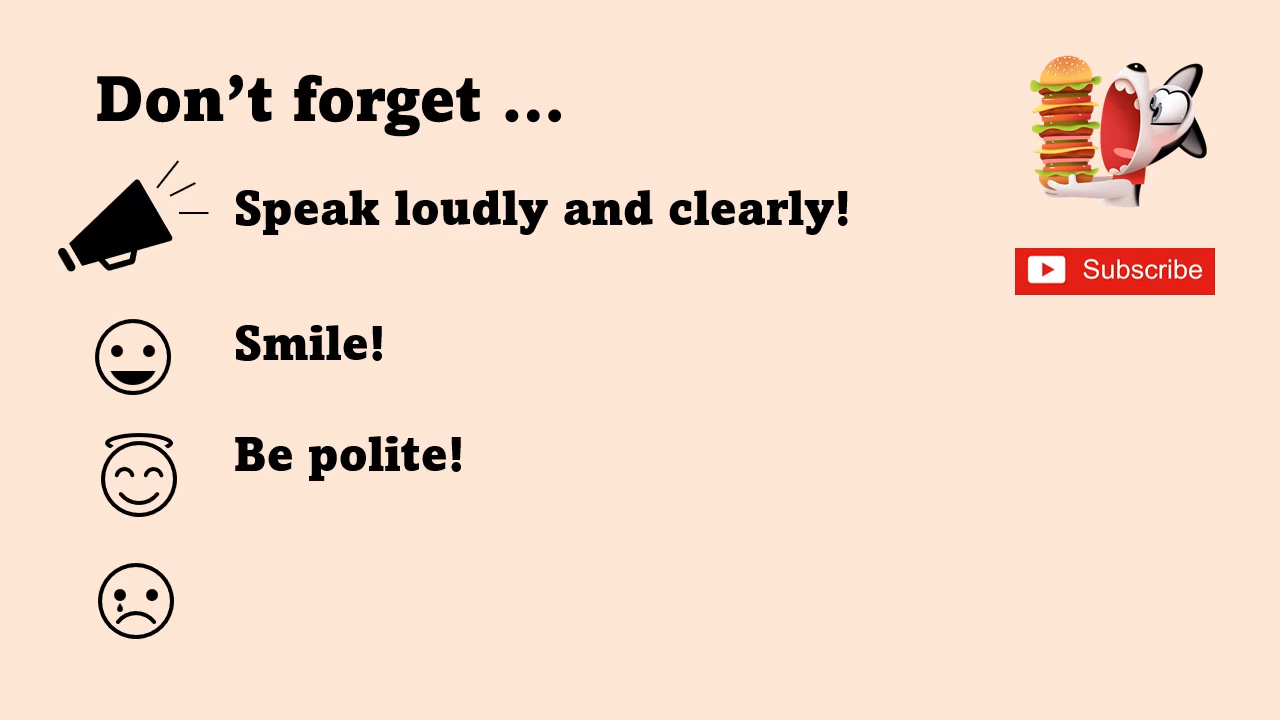 Don’t forget ...
Speak loudly and clearly!
Subscribe
Smile!
Be polite!